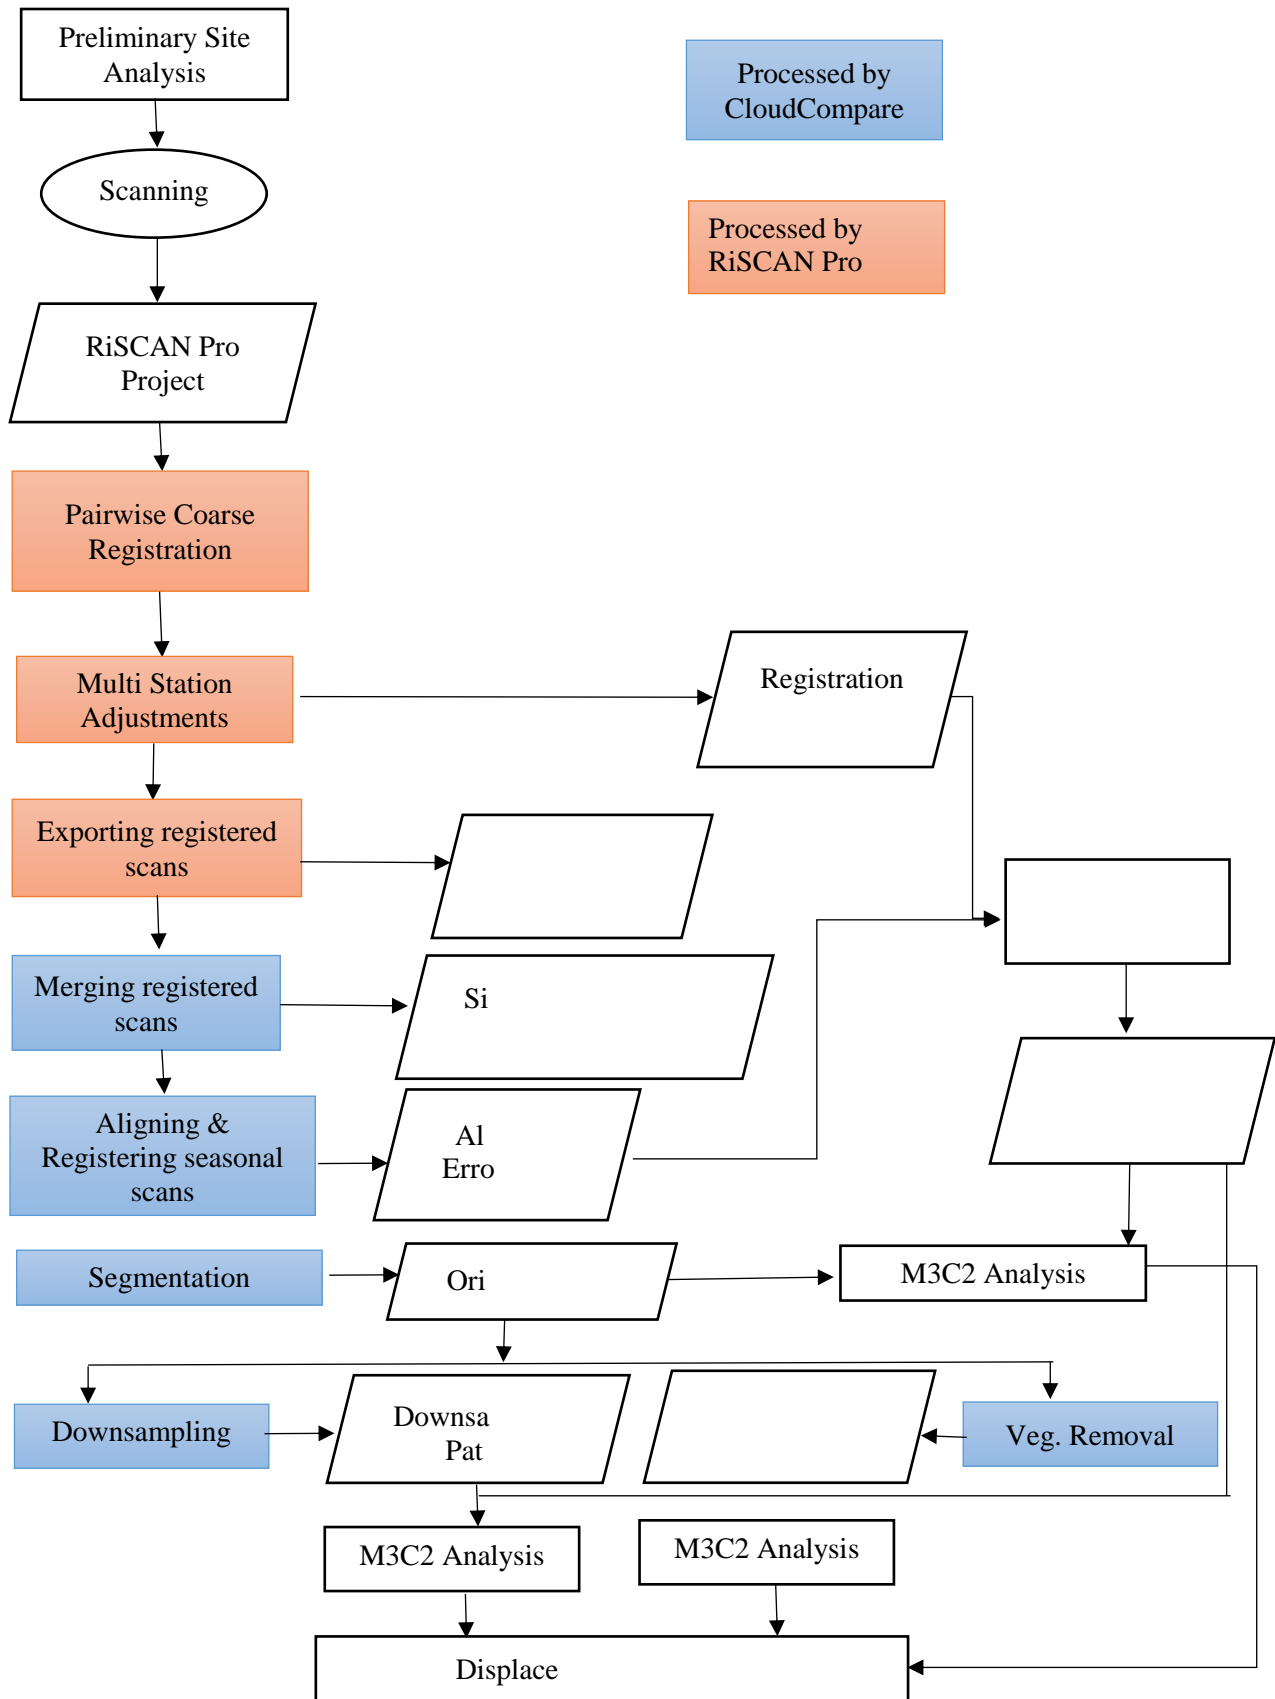 Preliminary Site
Analysis
Processed by
CloudCompare
Scanning
Processed by
RiSCAN Pro
RiSCAN Pro
Project
Pairwise Coarse
Registration
Multi Station
Adjustments
Registration
Exporting registered
scans
Merging registered
scans
Si
Aligning &
Registering seasonal
scans
Al
Erro
Segmentation
Ori
M3C2 Analysis
Downsampling
Downsa
Pat
Veg. Removal
M3C2 Analysis
M3C2 Analysis
Displace